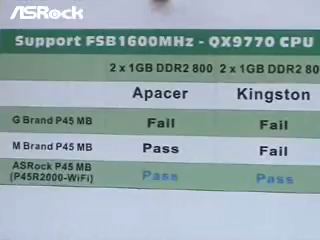 ASRock
Support FSB1600MHz - QX9770 CPU
2 x 1GB DDR2 800 2 x 1GB DDR2 80
Apacer Kingston
G Brand P45 MB Fail Fail
M Brand P45 MB Pass Fail
ASRock P45 MB
(P45R2000-WiFi) Pass Pass